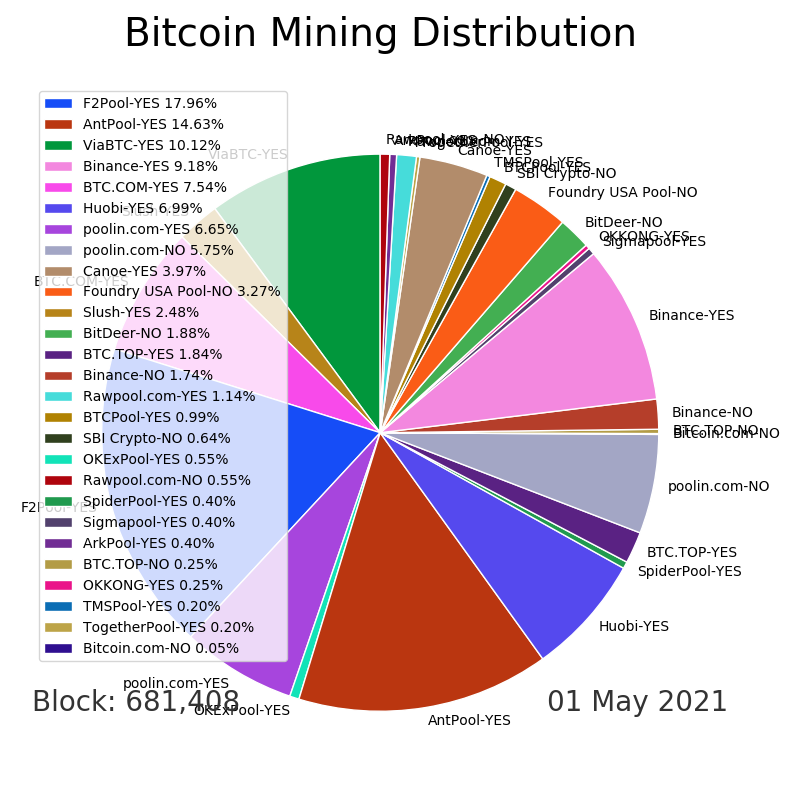 Bitcoin Mining Distribution
F2Pool-YES 17.96%
AntPool-YES 14.63%
ViaBTC-YES 10.12%
Binance-YES 9.18%
BTC.COM-YES 7.54%
Huobi-YES 6.99%
poolin.com-YES 6.65%
poolin.com-NO 5.75%
Canoe-YES 3.97%
Foundry USA Pool-NO 3.27%
Slush-YES 2.48%
BitDeer-NO 1.88%
BTC.TOP-YES 1.84%
Binance-NO 1.74%
Rawpool.com-YES 1.14%
BTCPool-YES 0.99%
SBI Crypto-NO 0.64%
OKExPool-YES 0.55%
Rawpool.com-NO 0.55%
SpiderPool-YES 0.40%
Sigmapool-YES 0.40%
ArkPool-YES 0.40%
BTC.TOP-NO 0.25%
OKKONG-YES 0.25%
TMSPool-YES 0.20%
TogetherPool-YES 0.20%
Bitcoin.com-NO 0.05%
Canoe-YES
TMSPool-YES
BTCPool-YES
SBI Crypto-NO
Foundry USA Pool-NO
BitDeer-NO
OKKONG-YES
Sigmapool-YES
Binance-YES
Binance-NO
BTC.TOP-NO
Bitcoin.com-NO
poolin.com-NO
BTC.TOP-YES
SpiderPool-YES
Huobi-YES
AntPool-YES
OKExPool-YES
poolin.com-YES
F2Pool-YES
BTC.COM-YES
Slush-YES
ViaBTC-YES
Block: 681,408
01 May 2021